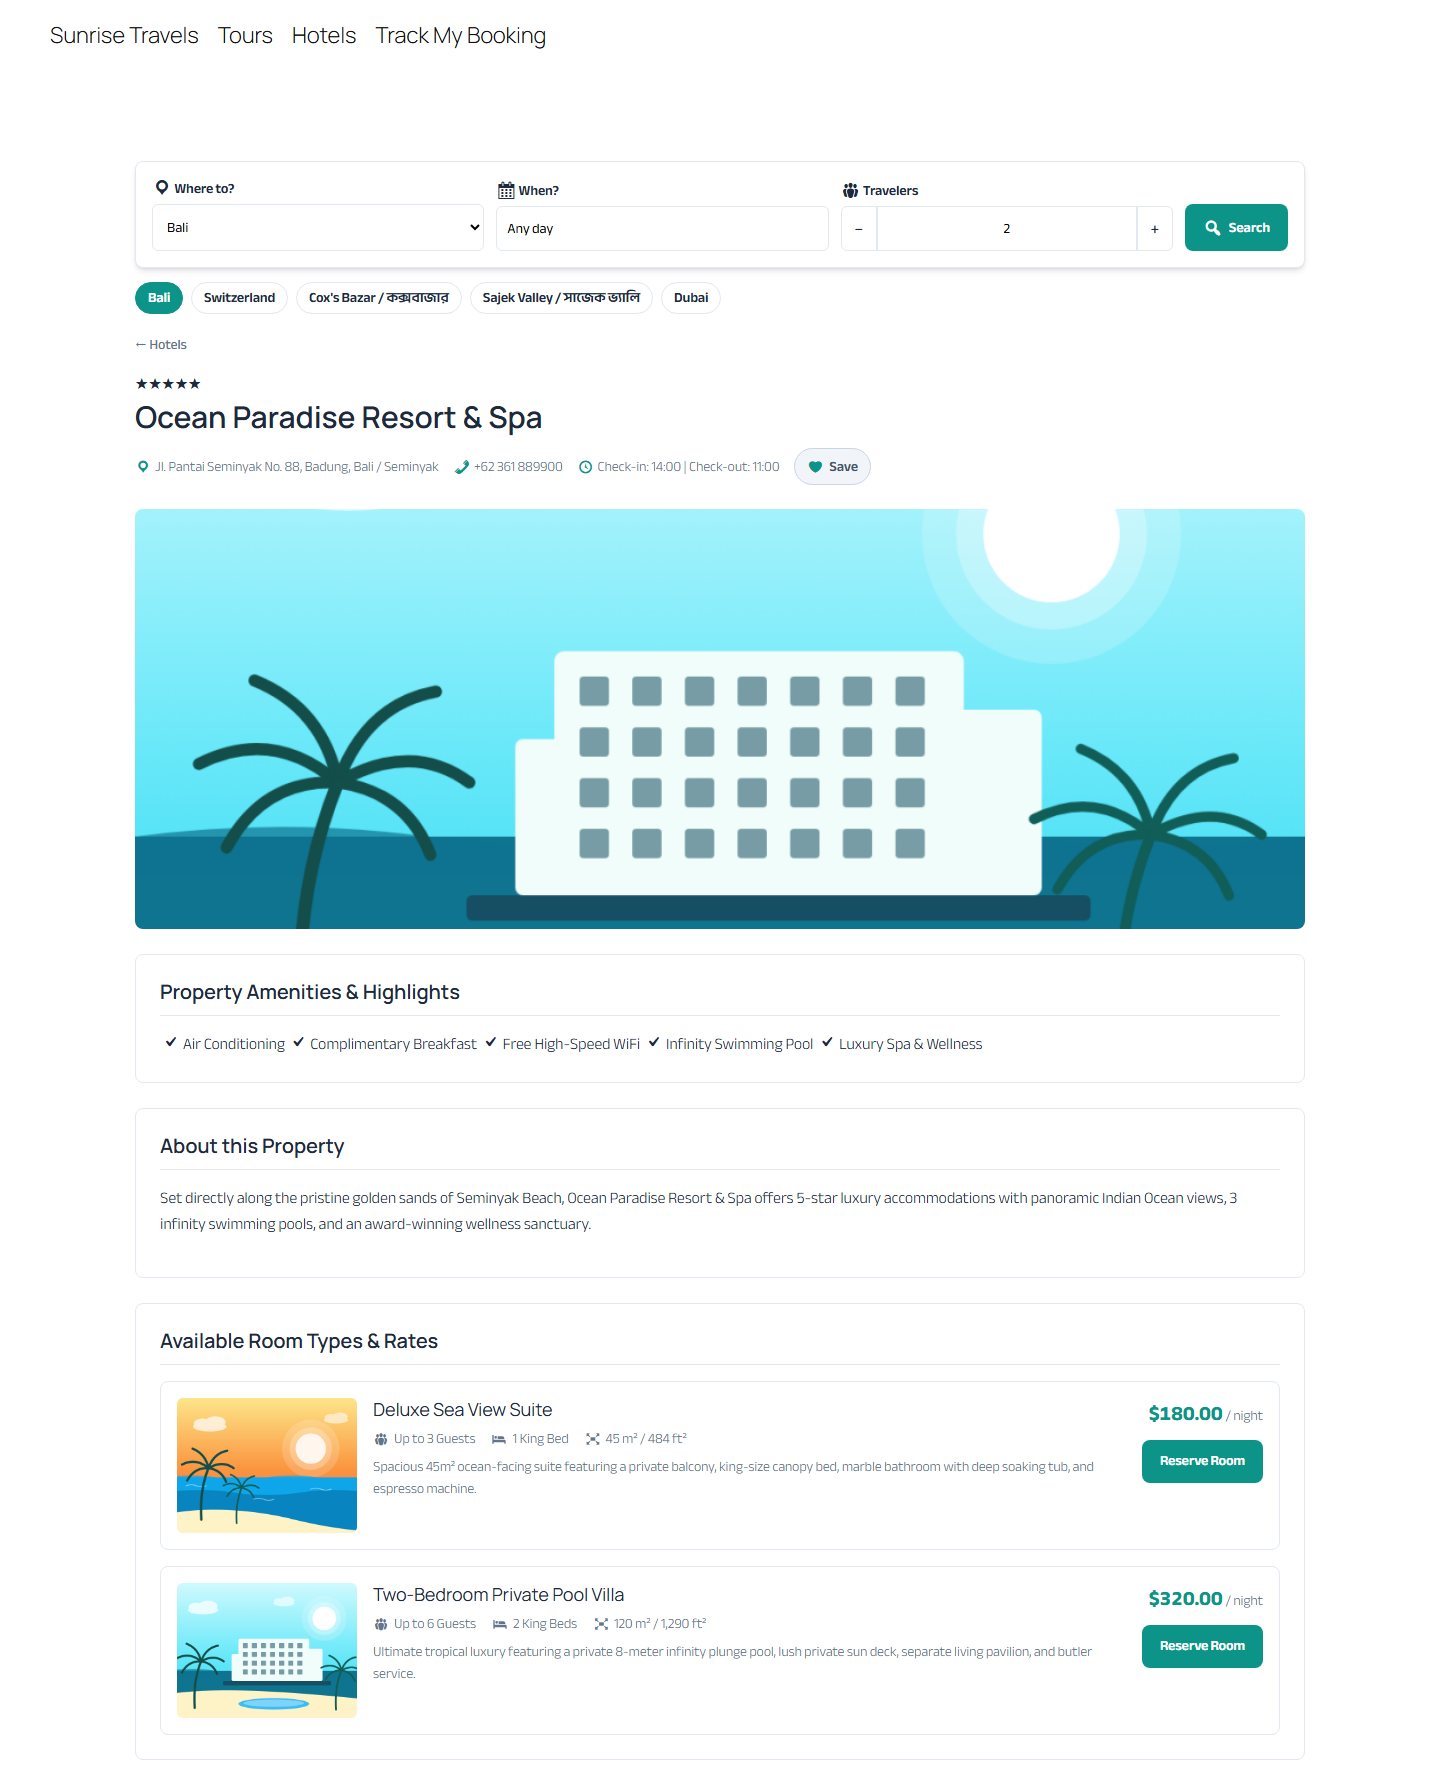 Sunrise Travels Tours Hotels Track My Booking
Where to?
When?
Travelers
Bali
Any day
− 2 +
Search
Bali
Switzerland
Cox's Bazar / কক্সবাজার
Sajek Valley / সাজেক ভ্যালি
Dubai
← Hotels
★★★★★
Ocean Paradise Resort & Spa
Jl. Pantai Seminyak No. 88, Badung, Bali / Seminyak
+62 361 889900
Check-in: 14:00 | Check-out: 11:00
Save
Property Amenities & Highlights
Air Conditioning
Complimentary Breakfast
Free High-Speed WiFi
Infinity Swimming Pool
Luxury Spa & Wellness
About this Property
Set directly along the pristine golden sands of Seminyak Beach, Ocean Paradise Resort & Spa offers 5-star luxury accommodations with panoramic Indian Ocean views, 3
infinity swimming pools, and an award-winning wellness sanctuary.
Available Room Types & Rates
Deluxe Sea View Suite
Up to 3 Guests
1 King Bed
45 m² / 484 ft²
Spacious 45m² ocean-facing suite featuring a private balcony, king-size canopy bed, marble bathroom with deep soaking tub, and
espresso machine.
$180.00 / night
Reserve Room
Two-Bedroom Private Pool Villa
Up to 6 Guests
2 King Beds
120 m² / 1,290 ft²
Ultimate tropical luxury featuring a private 8-meter infinity plunge pool, lush private sun deck, separate living pavilion, and butler
service.
$320.00 / night
Reserve Room